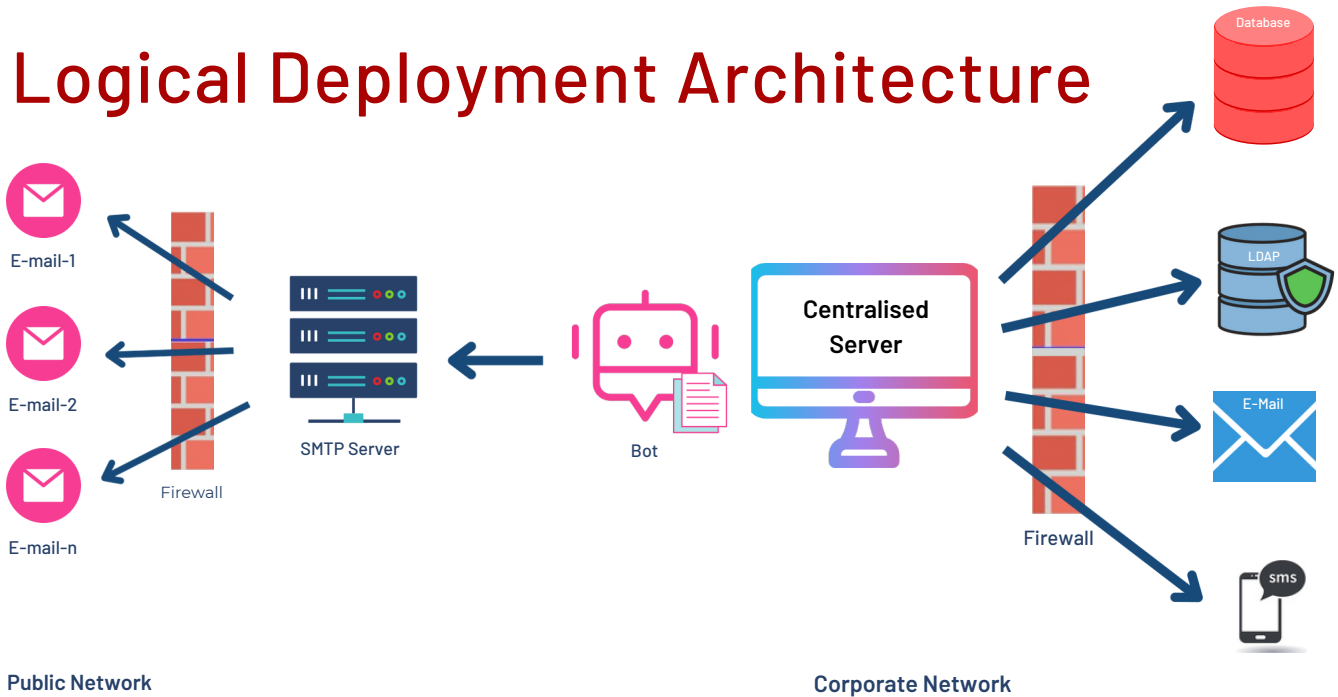 Logical Deployment Architecture
Database
E-mail-1
E-mail-2
E-mail-n
Firewall
SMTP Server
Bot
Centralised
Server
Firewall
LDAP
E-Mail
sms
Public Network
Corporate Network